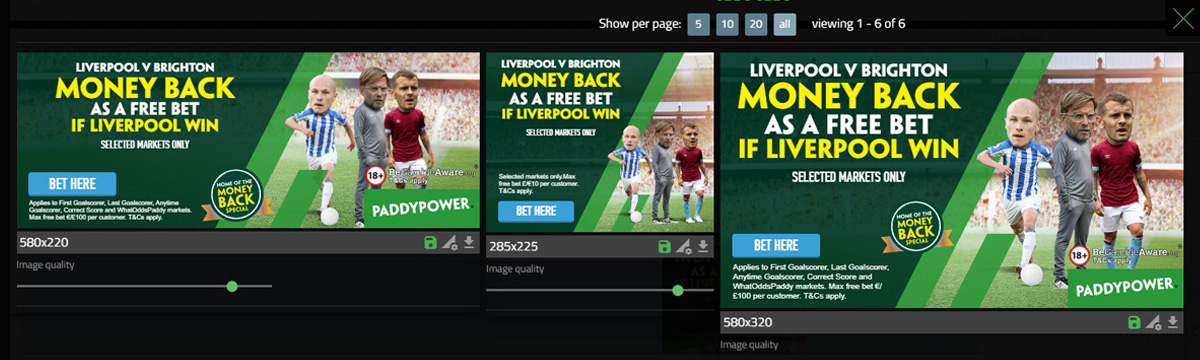 Show per page: 5 10 20 all viewing 1 - 6 of 6
LIVERPOOL V BRIGHTON
MONEY BACK
AS A FREE BET
IF LIVERPOOL WIN
SELECTED MARKETS ONLY
BET HERE
Applies to First Goalscorer, Last Goalscorer, Anytime
Goalscorer, Correct Score and WhatOddsPaddy markets.
Max free bet €/£100 per customer. T&Cs apply.
HOME OF THE
MONEY
BACK
SPECIAL
18+
BeGambleAware.org
T&Cs apply
PADDYPOWER
580x220
Image quality
LIVERPOOL V BRIGHTON
MONEY BACK
AS A FREE BET
IF LIVERPOOL WIN
SELECTED MARKETS ONLY
Selected markets only.Max
free bet £/€10 per customer.
T&Cs apply.
BET HERE
285x225
Image quality
LIVERPOOL V BRIGHTON
MONEY BACK
AS A FREE BET
IF LIVERPOOL WIN
SELECTED MARKETS ONLY
HOME OF THE
MONEY
BACK
SPECIAL
BET HERE
Applies to First Goalscorer, Last Goalscorer,
Anytime Goalscorer, Correct Score and
WhatOddsPaddy markets. Max free bet €/
£100 per customer. T&Cs apply.
18+
BeGambleAware.org
T&Cs apply
PADDYPOWER
580x320
Image quality